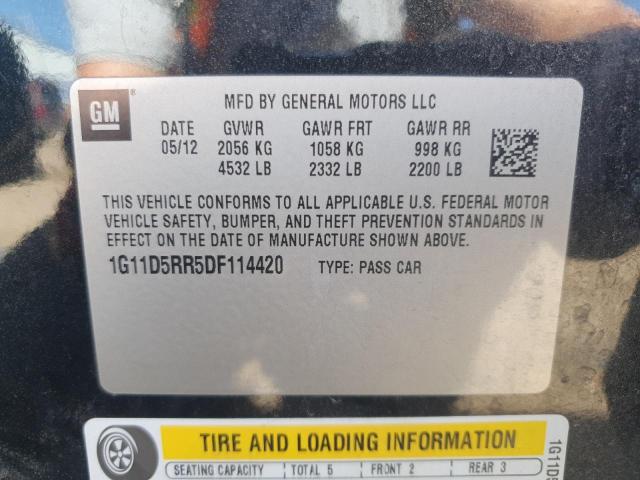 GM
MFD BY GENERAL MOTORS LLC
DATE GVWR GAWR FRT GAWR RR
05/12 2056 KG 1058 KG 998 KG
4532 LB 2332 LB 2200 LB
THIS VEHICLE CONFORMS TO ALL APPLICABLE U.S. FEDERAL MOTOR
VEHICLE SAFETY, BUMPER, AND THEFT PREVENTION STANDARDS IN
EFFECT ON THE DATE OF MANUFACTURE SHOWN ABOVE.
1G11D5RR5DF114420 TYPE: PASS CAR
TIRE AND LOADING INFORMATION
SEATING CAPACITY TOTAL 5 FRONT 2 REAR 3
1G11D5